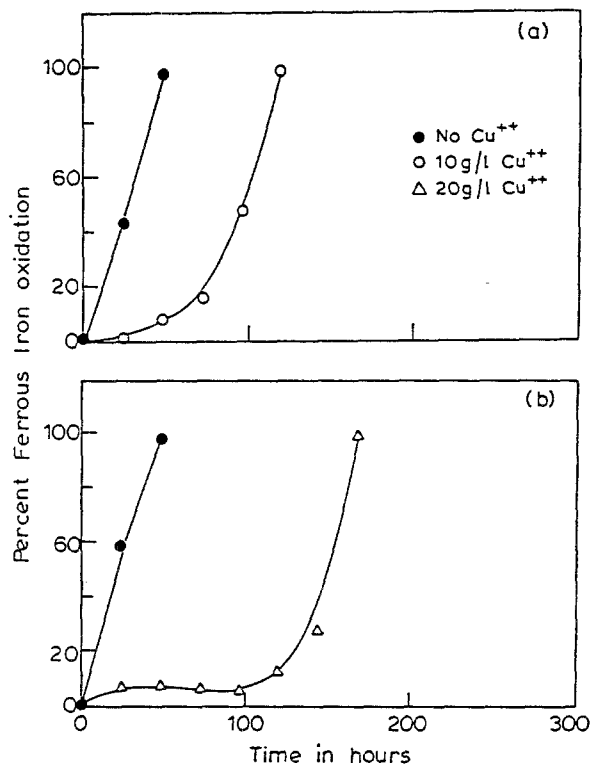 (a)
100
60
20
0
● No Cu++
○ 10g/l Cu++
△ 20g/l Cu++
Percent Ferrous Iron oxidation
(b)
100
60
20
0
0 100 200 300
Time in hours